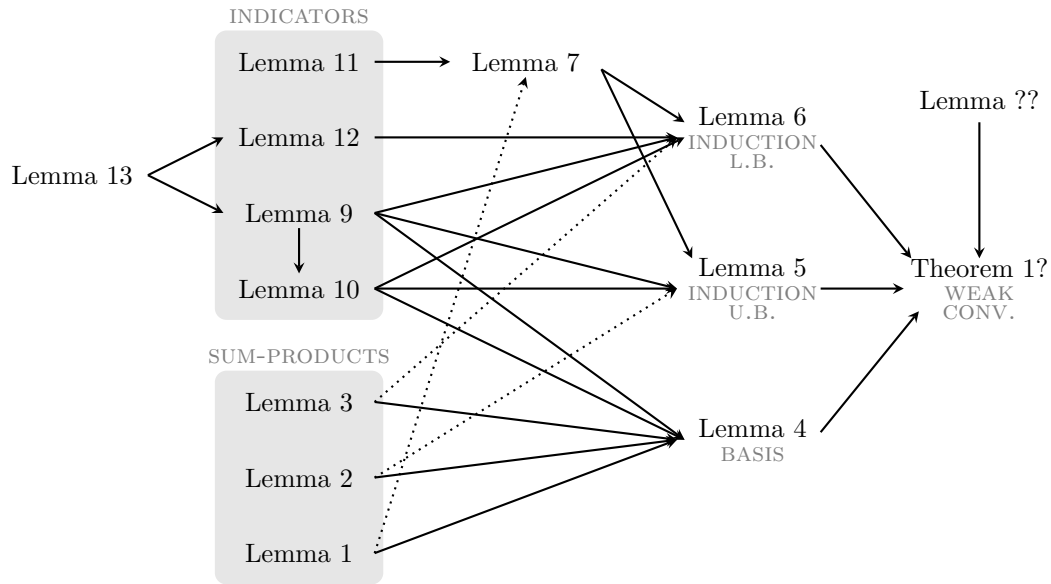 INDICATORS
Lemma 11
Lemma 7
Lemma ??
Lemma 6
INDUCTION
L.B.
Lemma 12
Lemma 13
Lemma 9
Lemma 10
Lemma 5
INDUCTION
U.B.
Theorem 1?
WEAK
CONV.
SUM-PRODUCTS
Lemma 3
Lemma 4
BASIS
Lemma 2
Lemma 1